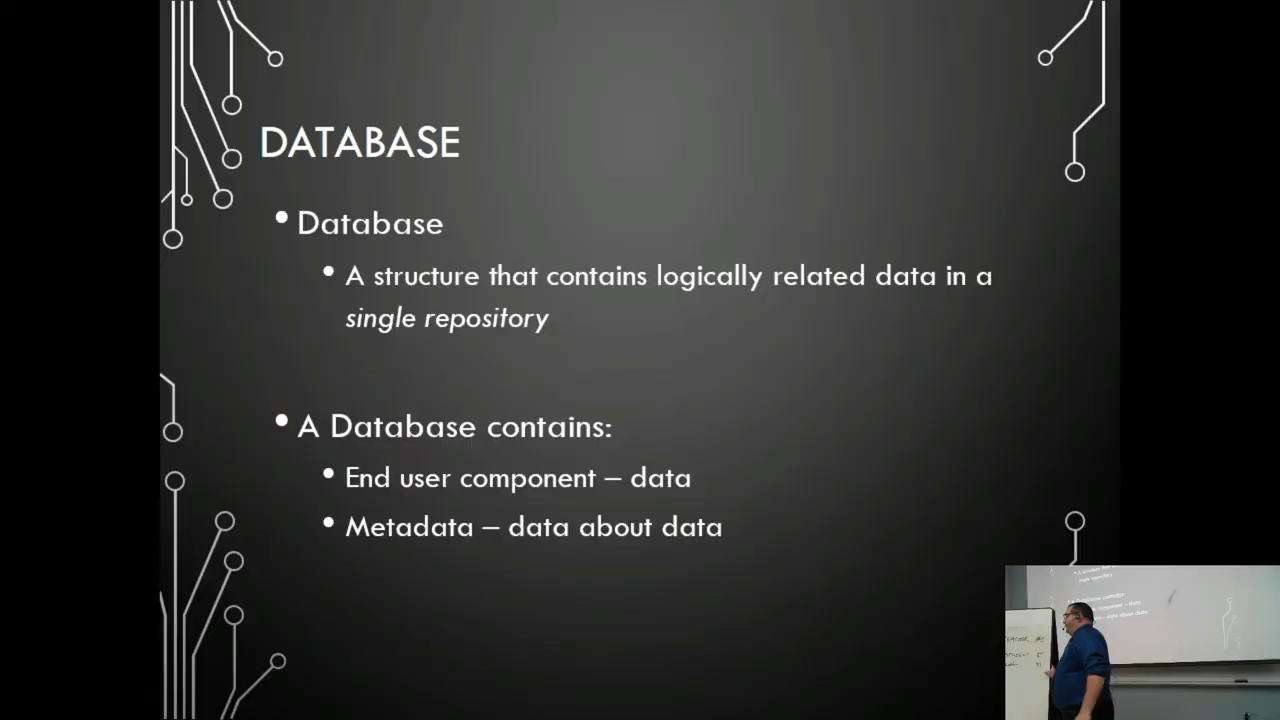 DATABASE
• Database
• A structure that contains logically related data in a
single repository
• A Database contains:
• End user component – data
• Metadata – data about data